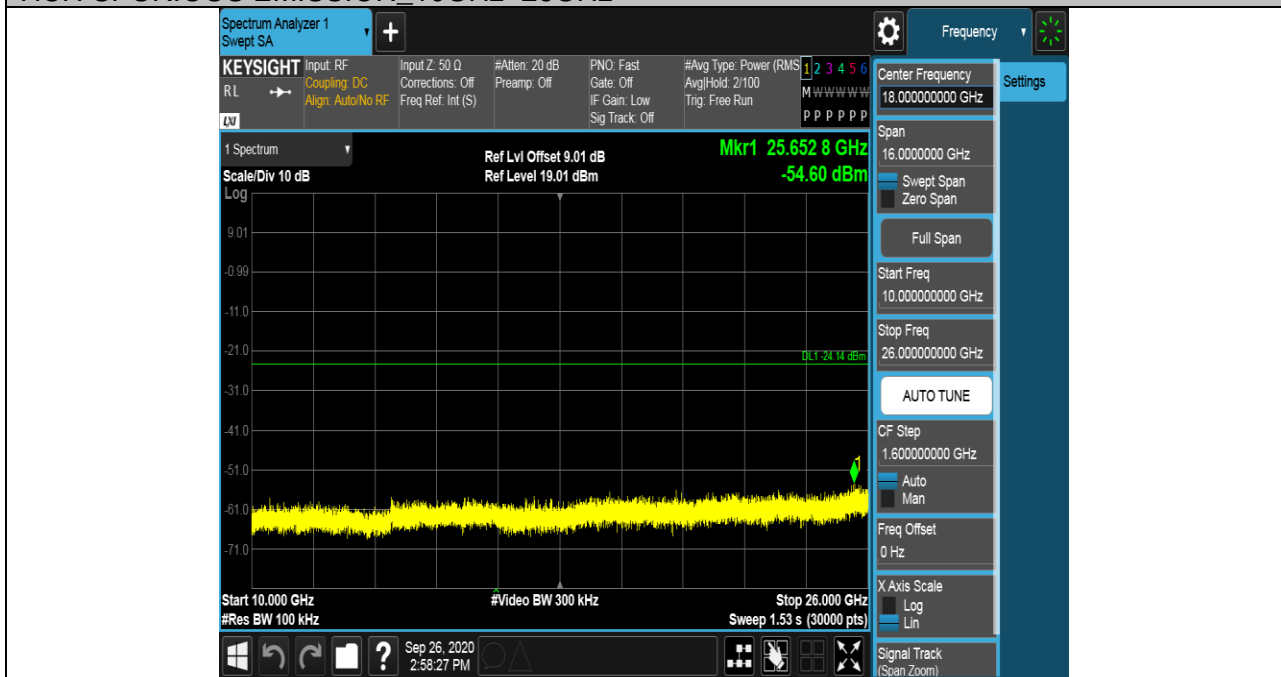 Spectrum Analyzer 1
Swept SA
+
Frequency
KEYSIGHT
RL
LXI
Input: RF
Coupling: DC
Align: Auto/No RF
Input Z: 50 Ω
Corrections: Off
Freq Ref: Int (S)
#Atten: 20 dB
Preamp: Off
PNO: Fast
Gate: Off
IF Gain: Low
Sig Track: Off
#Avg Type: Power (RMS
Avg|Hold: 2/100
Trig: Free Run
1 2 3 4 5 6
M W W W W W
P P P P P P
1 Spectrum
Scale/Div 10 dB
Ref Lvl Offset 9.01 dB
Ref Level 19.01 dBm
Mkr1 25.652 8 GHz
-54.60 dBm
Log
9.01
-0.99
-11.0
-21.0
DL1 -24.14 dBm
-31.0
-41.0
-51.0
1
-61.0
-71.0
Start 10.000 GHz
#Video BW 300 kHz
Stop 26.000 GHz
#Res BW 100 kHz
Sweep 1.53 s (30000 pts)
?
Sep 26, 2020
2:58:27 PM
Center Frequency
18.000000000 GHz
Settings
Span
16.0000000 GHz
Swept Span
Zero Span
Full Span
Start Freq
10.000000000 GHz
Stop Freq
26.000000000 GHz
AUTO TUNE
CF Step
1.600000000 GHz
Auto
Man
Freq Offset
0 Hz
X Axis Scale
Log
Lin
Signal Track
(Span Zoom)